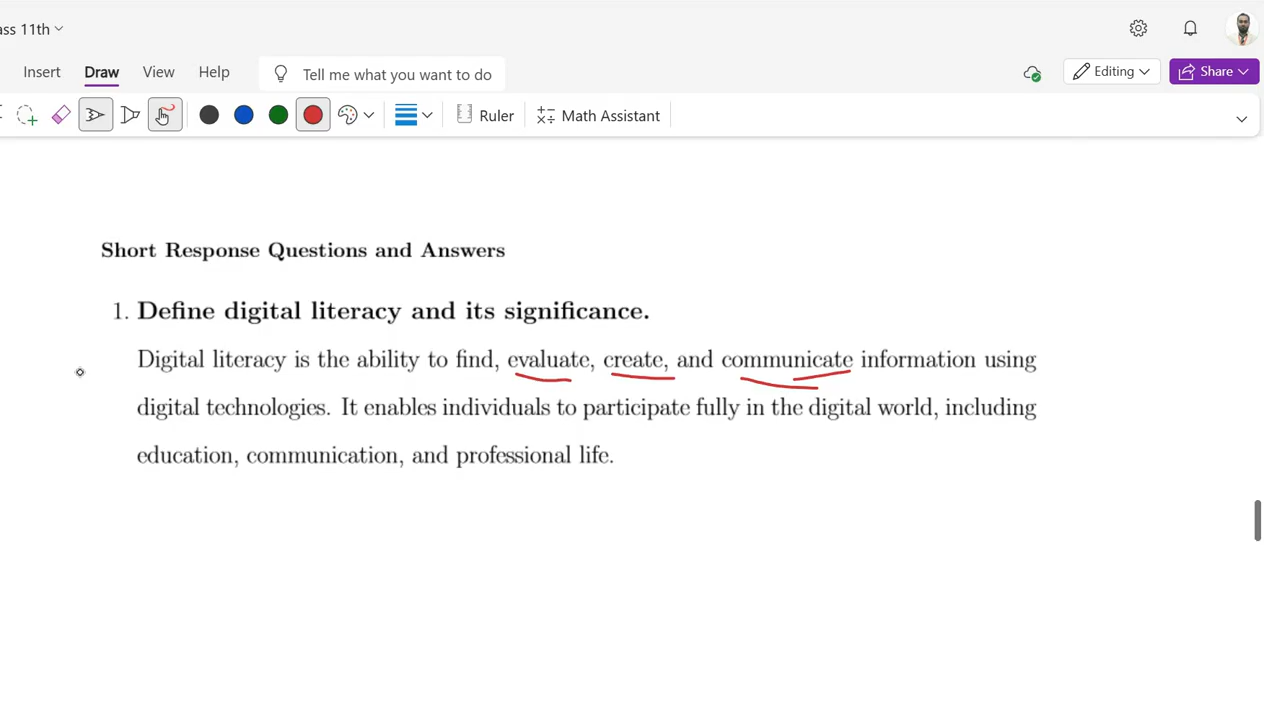 ass 11th
Insert Draw View Help Tell me what you want to do Editing Share
Ruler Math Assistant
Short Response Questions and Answers
1. Define digital literacy and its significance.
Digital literacy is the ability to find, evaluate, create, and communicate information using
digital technologies. It enables individuals to participate fully in the digital world, including
education, communication, and professional life.